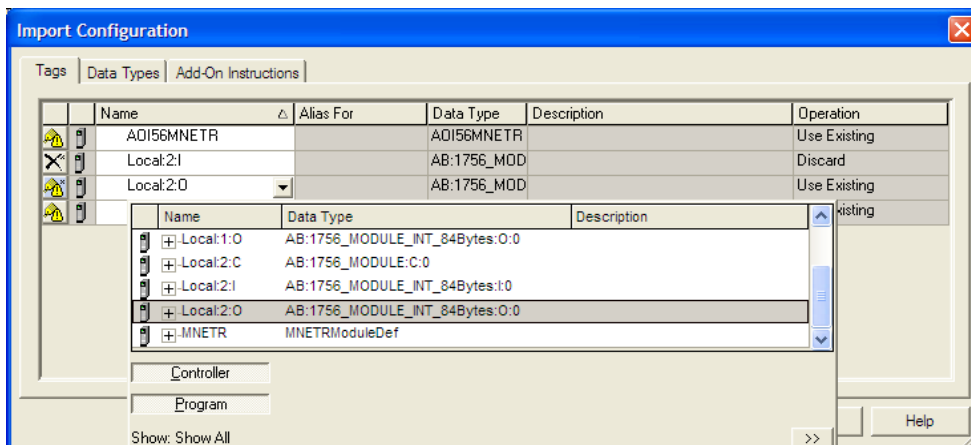 Import Configuration
Tags Data Types Add-On Instructions
Name Alias For Data Type Description Operation
AOI56MNETR AOI56MNETR Use Existing
Local:2:I AB:1756_MOD Discard
Local:2:O AB:1756_MOD Use Existing
Name Data Type Description
Local:1:O AB:1756_MODULE_INT_84Bytes:O:0
Local:2:C AB:1756_MODULE:C:0
Local:2:I AB:1756_MODULE_INT_84Bytes:I:0
Local:2:O AB:1756_MODULE_INT_84Bytes:O:0
MNETR MNETRModuleDef
Controller
Program
Help
Show: Show All >>